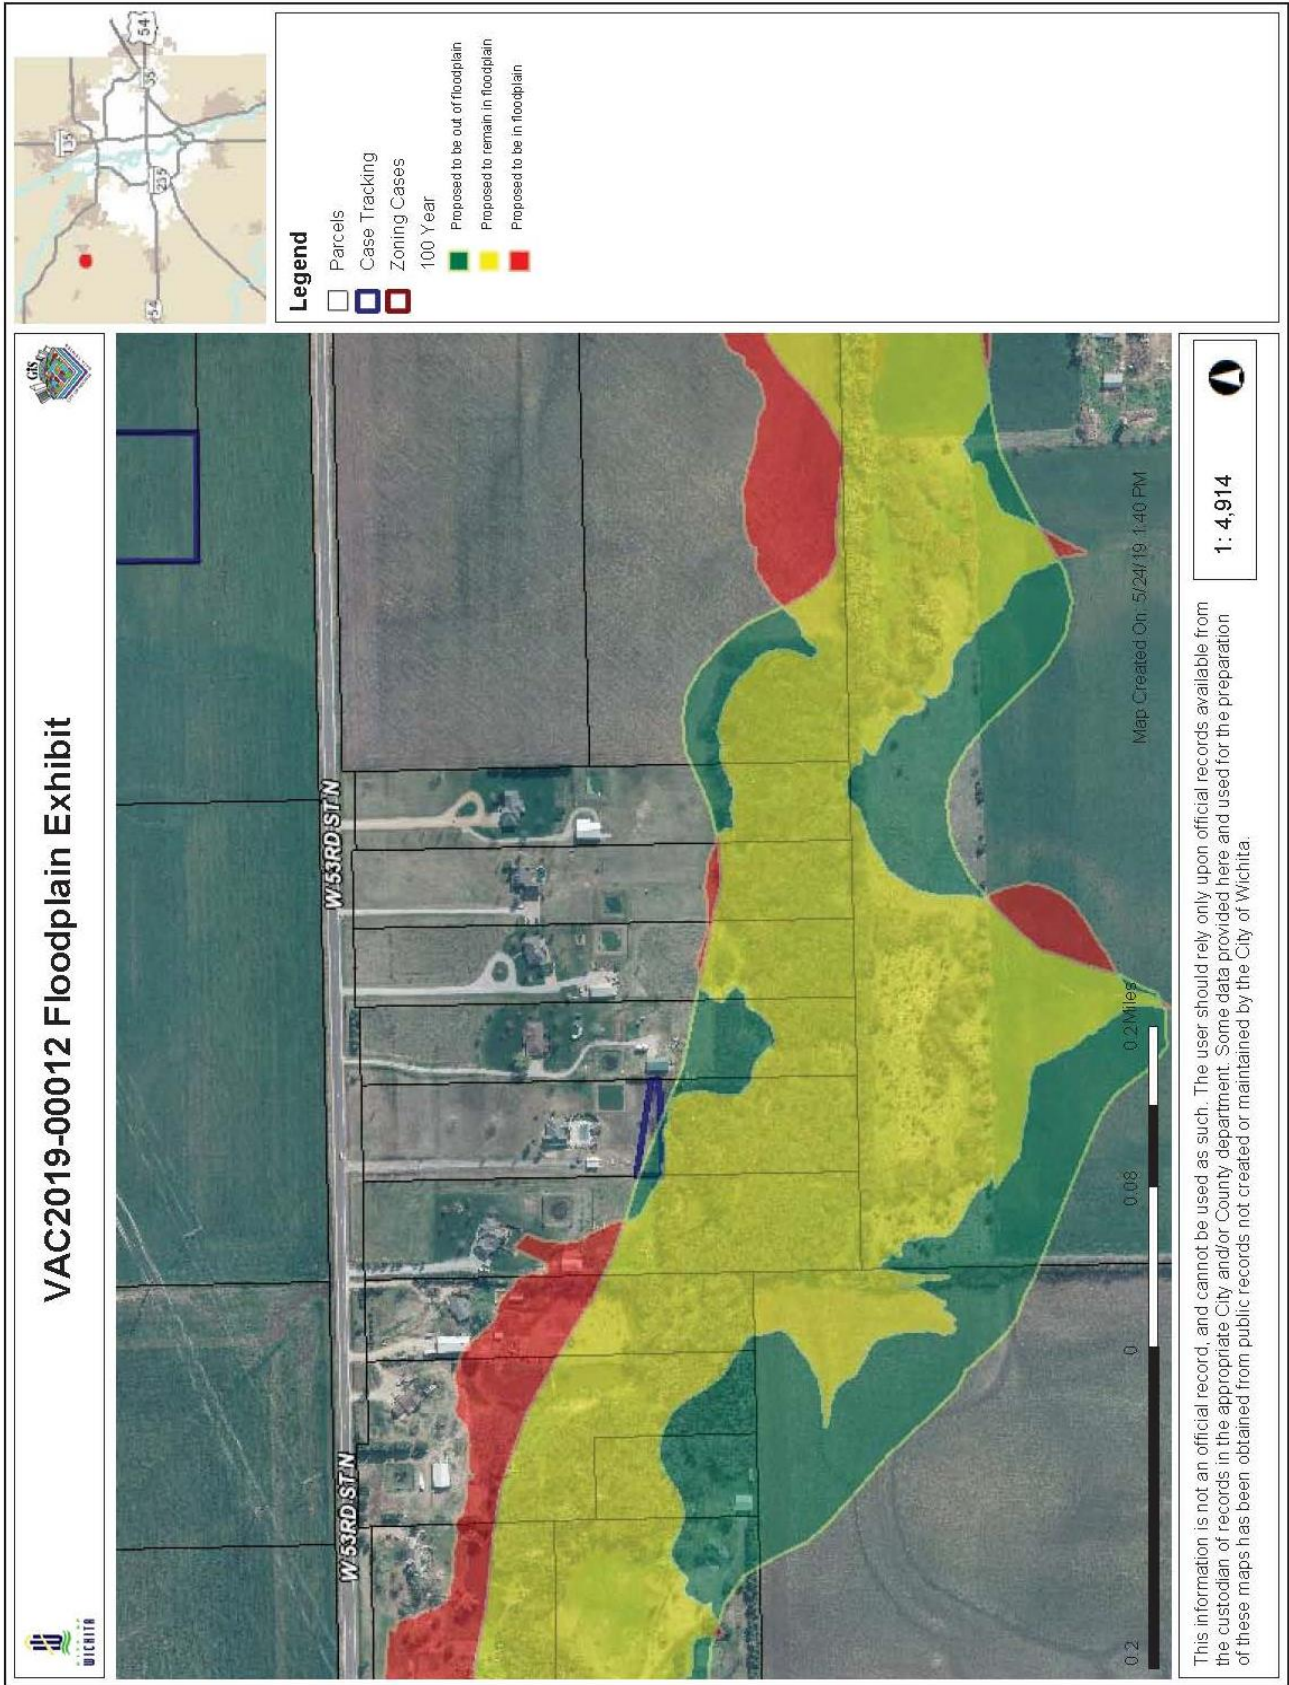 CITY OF
WICHITA
VAC2019-00012 Floodplain Exhibit
GIS
W 53RD ST N
W 53RD ST N
Map Created On: 5/24/19 1:40 PM
0.2
0
0.08
0.2 Miles
This information is not an official record, and cannot be used as such. The user should rely only upon official records available from
the custodian of records in the appropriate City and/or County department. Some data provided here and used for the preparation
of these maps has been obtained from public records not created or maintained by the City of Wichita.
1: 4,914
135
54
35
235
54
Legend
Parcels
Case Tracking
Zoning Cases
100 Year
Proposed to be out of floodplain
Proposed to remain in floodplain
Proposed to be in floodplain